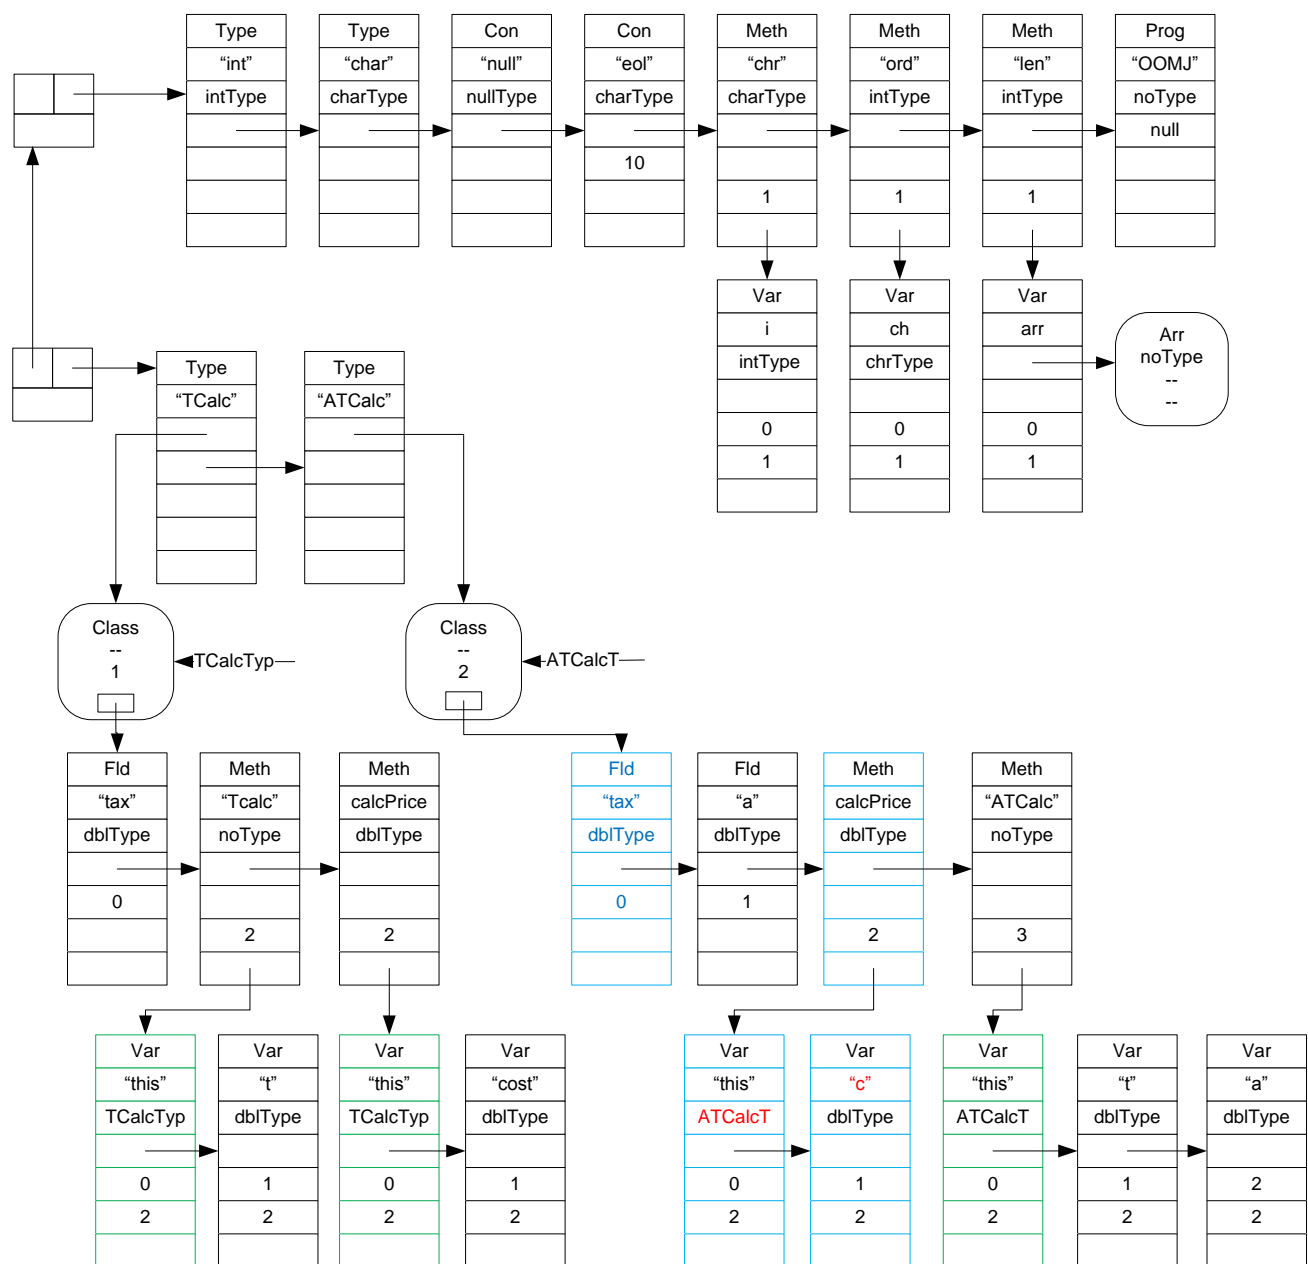 Type Type Con Con Meth Meth Meth Prog
“int” “char” “null” “eol” “chr” “ord” “len” “OOMJ”
intType charType nullType charType charType intType intType noType
null
10
1 1 1
Var Var Var
i ch arr
intType chrType
0 0 0
1 1 1
Arr
noType
--
--
Type Type
“TCalc” “ATCalc”
Class
--
1
TCalcTyp
Class
--
2
ATCalcT
Fld Meth Meth Fld Fld Meth Meth
“tax” “Tcalc” calcPrice “tax” “a” calcPrice “ATCalc”
dblType noType dblType dblType dblType dblType noType
0 0 1
2 2 2 3
Var Var Var Var Var Var Var Var Var
“this” “t” “this” “cost” “this” “c” “this” “t” “a”
TCalcTyp dblType TCalcTyp dblType ATCalcT dblType ATCalcT dblType dblType
0 1 0 1 0 1 0 1 2
2 2 2 2 2 2 2 2 2